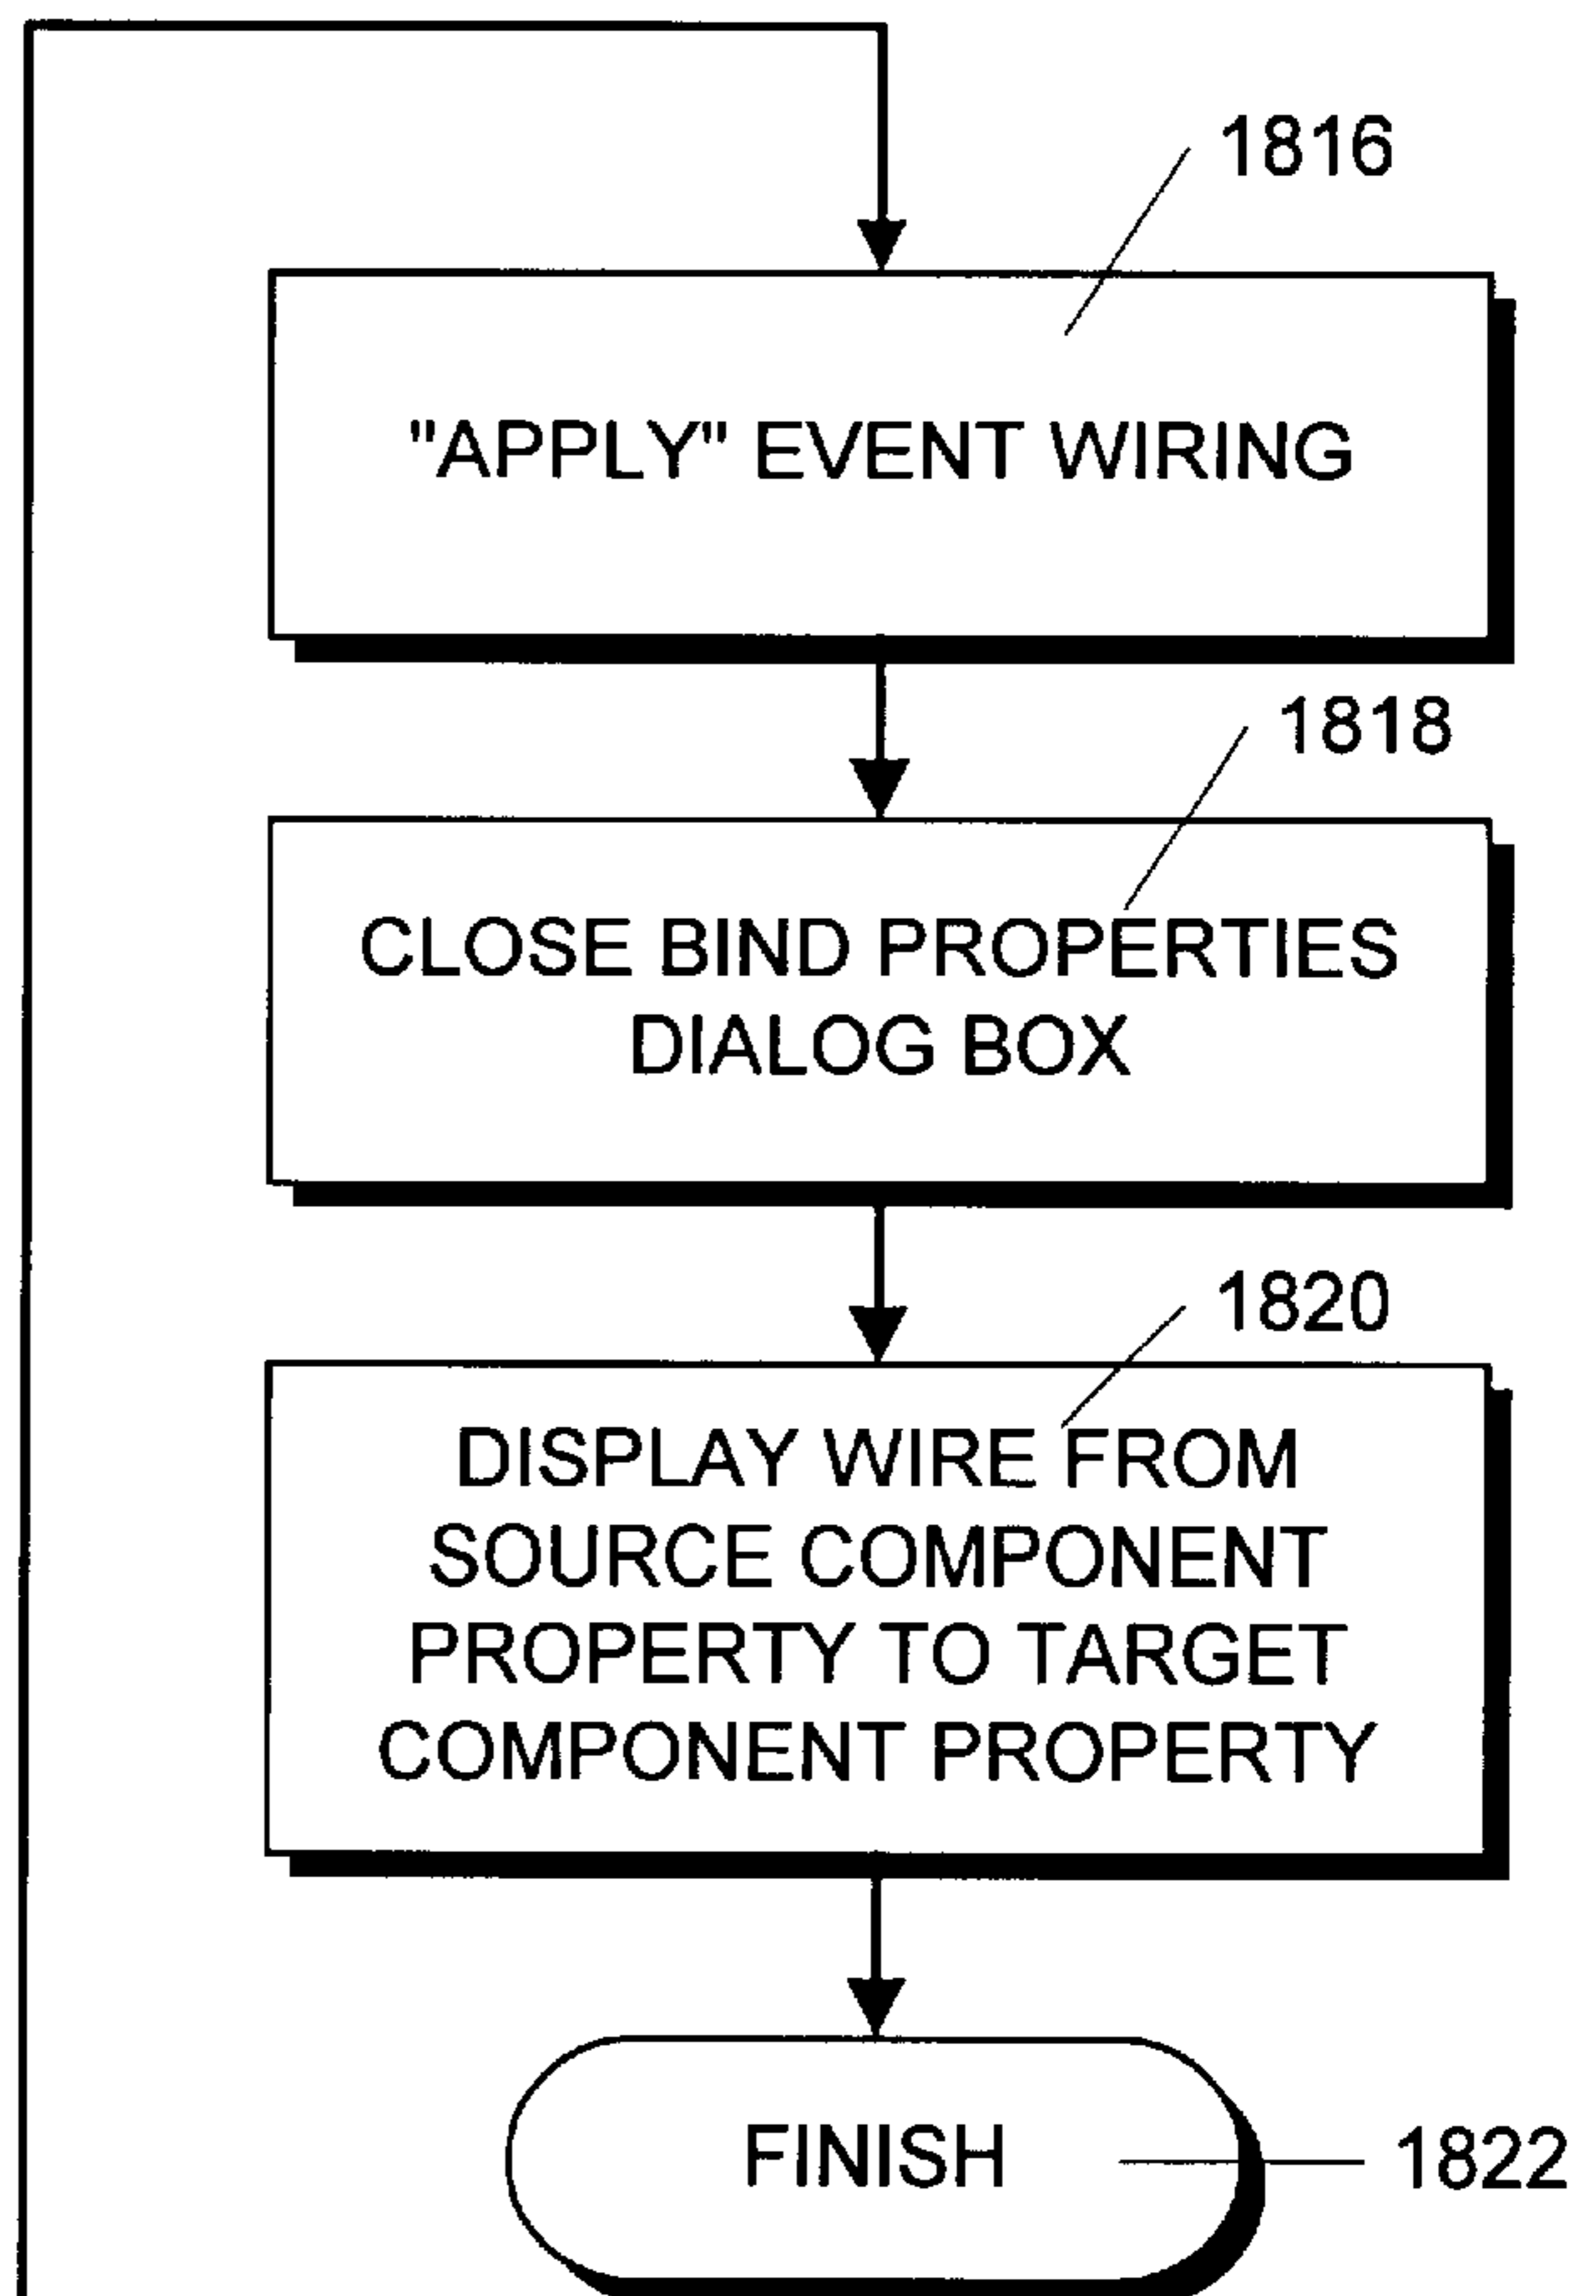 1816
"APPLY" EVENT WIRING
1818
CLOSE BIND PROPERTIES
DIALOG BOX
1820
DISPLAY WIRE FROM
SOURCE COMPONENT
PROPERTY TO TARGET
COMPONENT PROPERTY
FINISH
1822